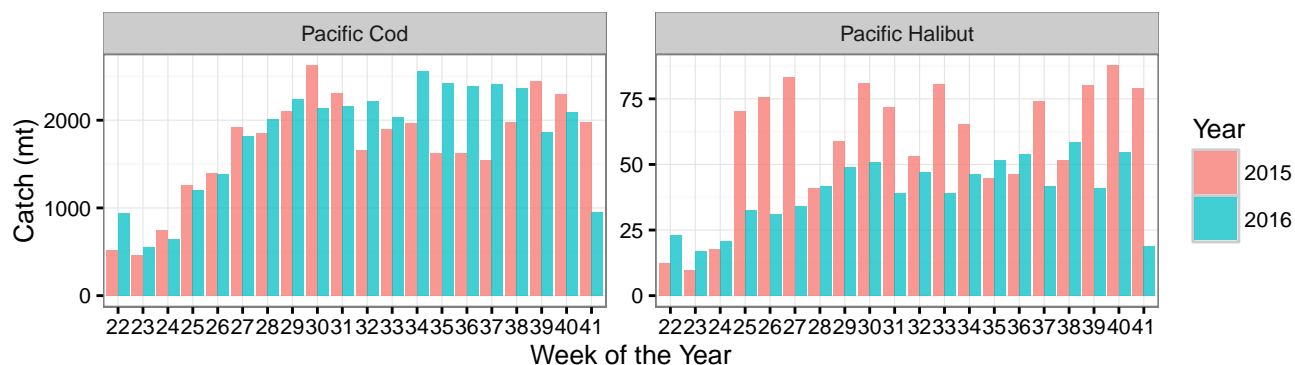 Pacific Cod
Pacific Halibut
Catch (mt)
2000
1000
0
75
50
25
0
22 23 24 25 26 27 28 29 30 31 32 33 34 35 36 37 38 39 40 41
22 23 24 25 26 27 28 29 30 31 32 33 34 35 36 37 38 39 40 41
Week of the Year
Year
2015
2016